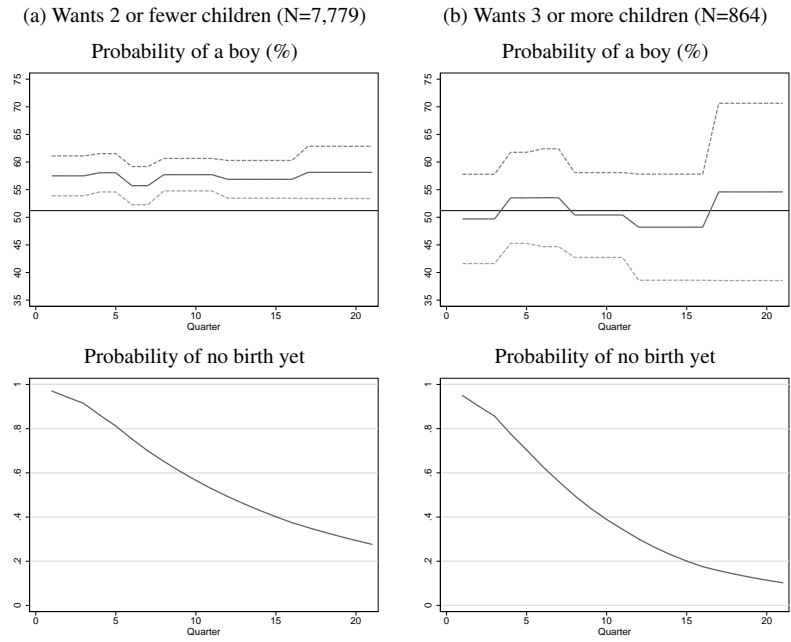 (a) Wants 2 or fewer children (N=7,779)
Probability of a boy (%)
75
70
65
60
55
50
45
40
35
0 5 10 15 20
Quarter
Probability of no birth yet
1
.8
.6
.4
.2
0
0 5 10 15 20
Quarter
(b) Wants 3 or more children (N=864)
Probability of a boy (%)
75
70
65
60
55
50
45
40
35
0 5 10 15 20
Quarter
Probability of no birth yet
1
.8
.6
.4
.2
0
0 5 10 15 20
Quarter